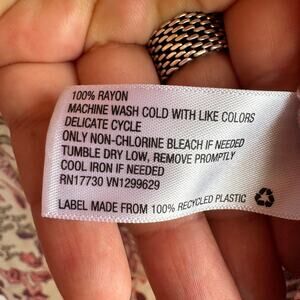 100% RAYON
MACHINE WASH COLD WITH LIKE COLORS
DELICATE CYCLE
ONLY NON-CHLORINE BLEACH IF NEEDED
TUMBLE DRY LOW, REMOVE PROMPTLY
COOL IRON IF NEEDED
RN17730 VN1299629
LABEL MADE FROM 100% RECYCLED PLASTIC